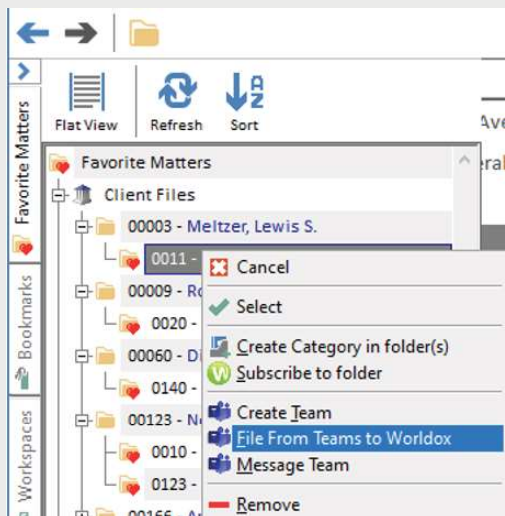 Flat View
Refresh
Sort
A
Z
Favorite Matters
Bookmarks
Workspaces
Favorite Matters
Client Files
00003 - Meltzer, Lewis S.
0011 -
00009 -
0020 -
00060 -
0140 -
00123 -
0010 -
0123 -
00166 -
Cancel
Select
Create Category in folder(s)
W
Subscribe to folder
Create Team
File From Teams to Worldox
Message Team
Remove